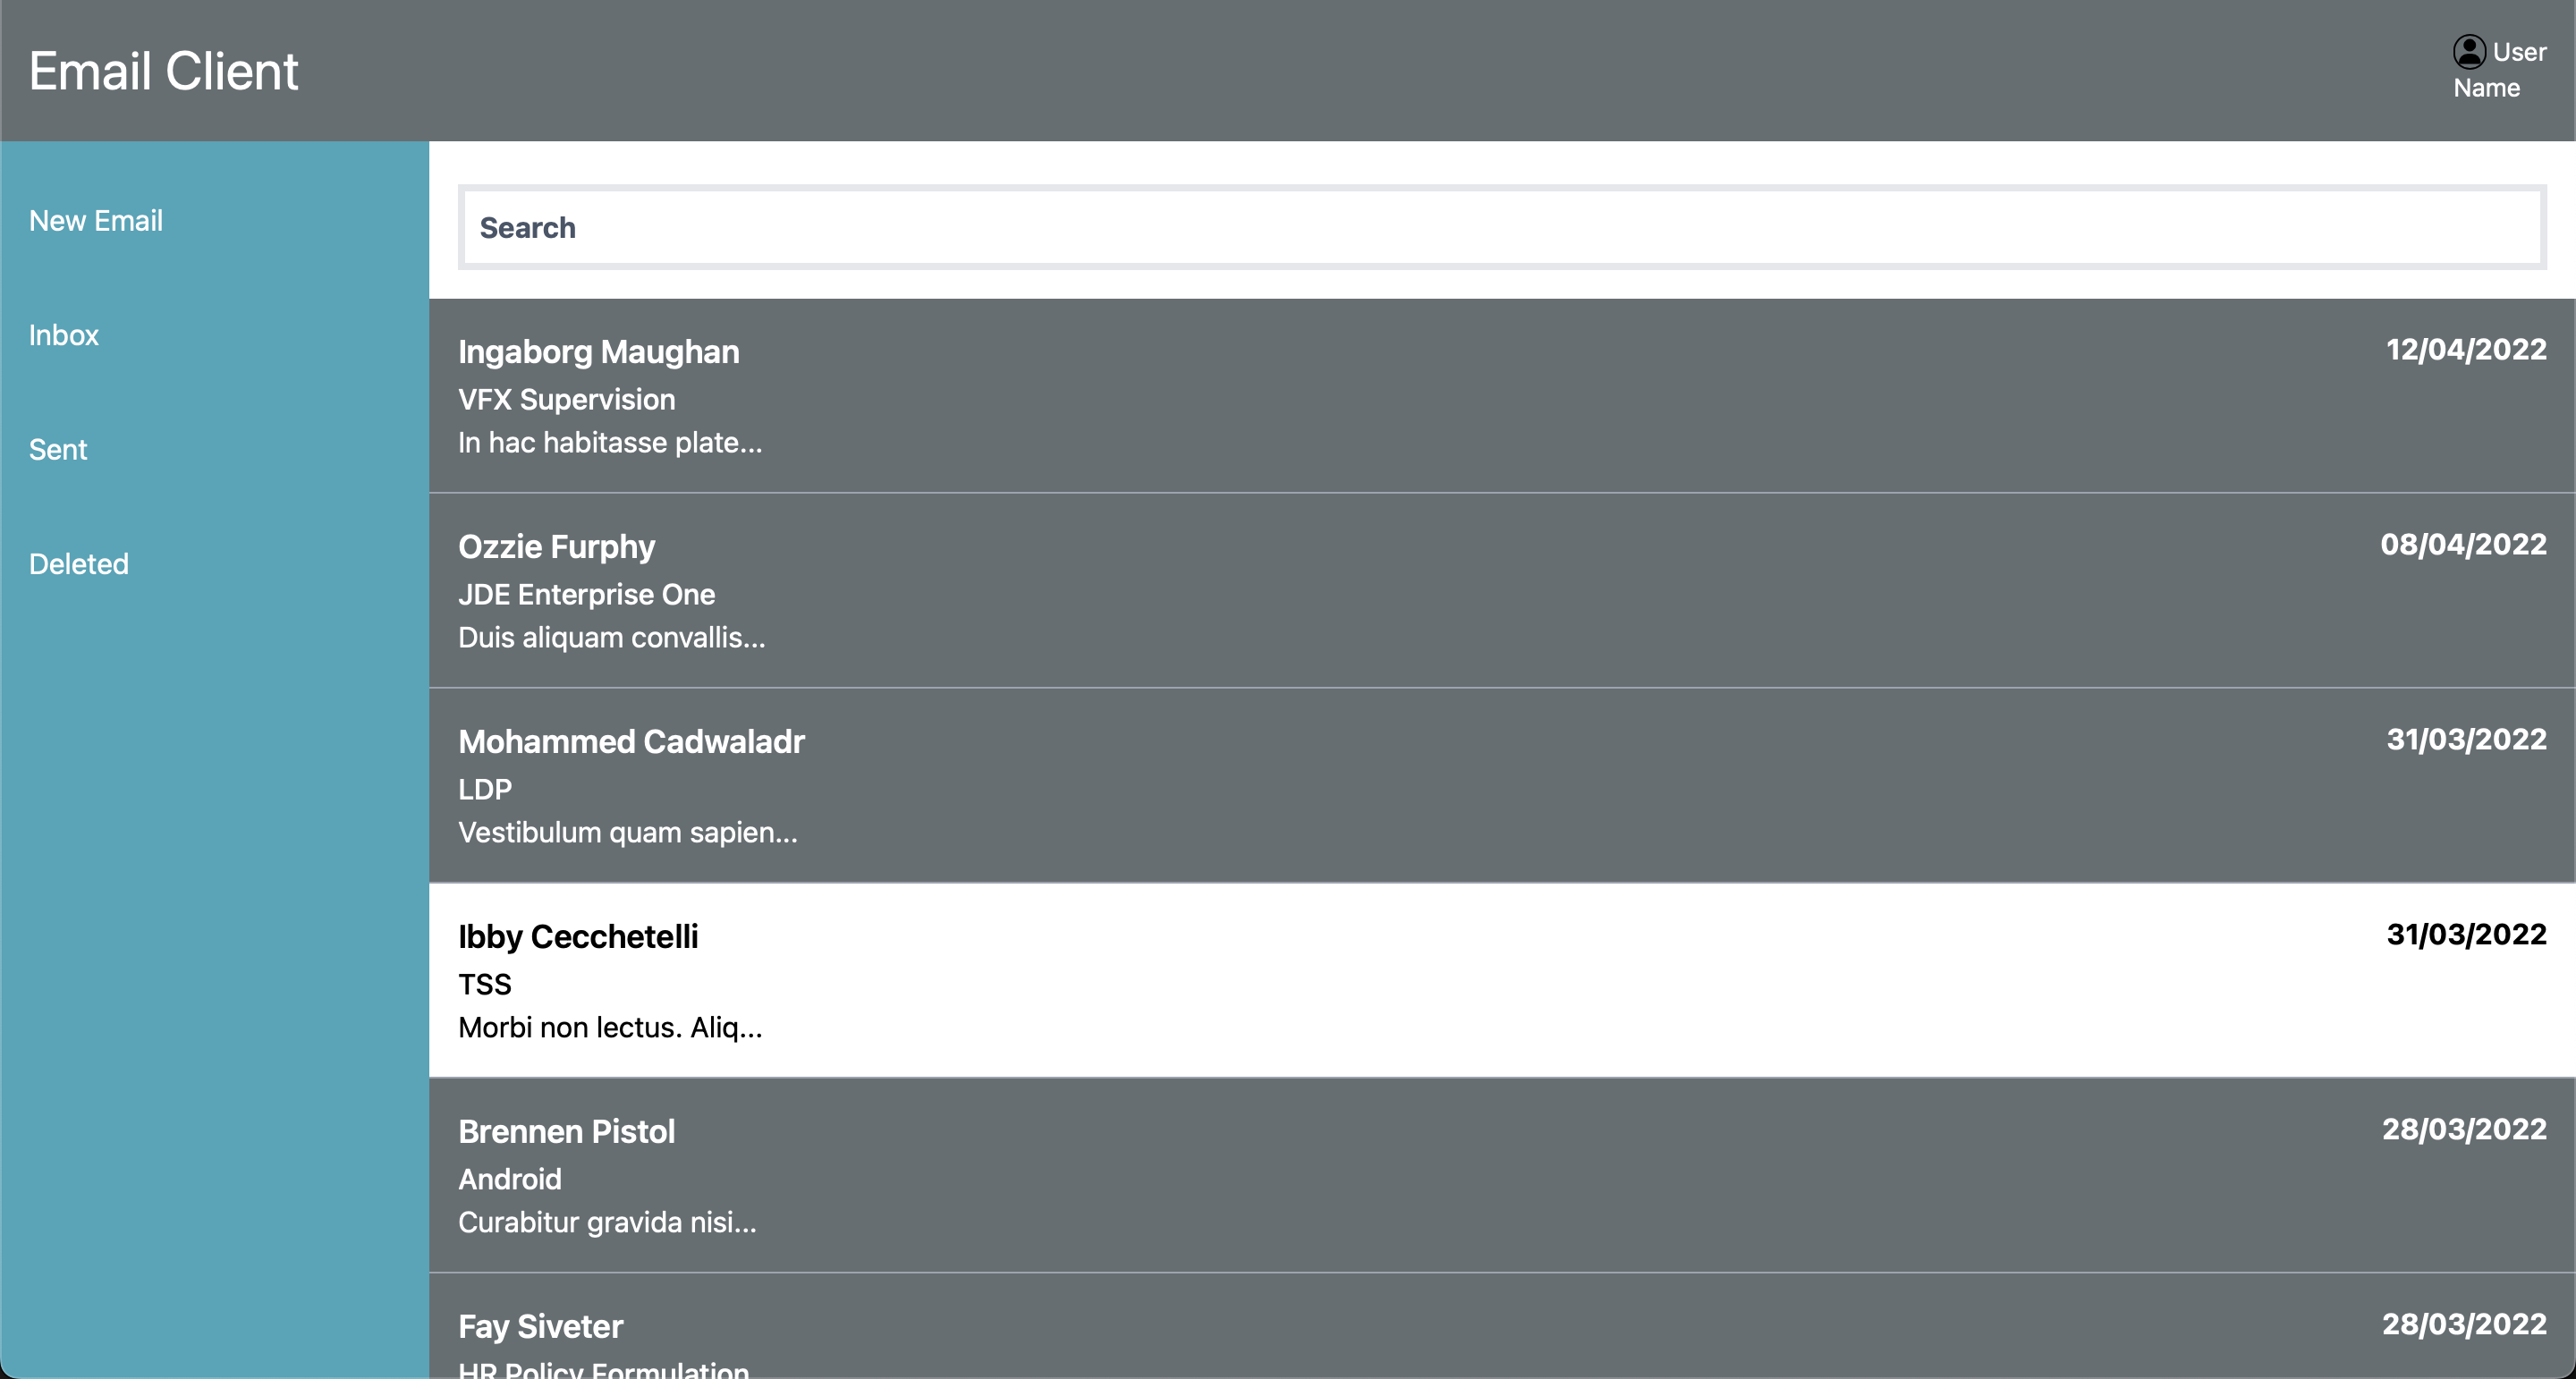 Email Client
User
Name
New Email
Inbox
Sent
Deleted
Search
Ingaborg Maughan
12/04/2022
VFX Supervision
In hac habitasse plate...
Ozzie Furphy
08/04/2022
JDE Enterprise One
Duis aliquam convallis...
Mohammed Cadwaladr
31/03/2022
LDP
Vestibulum quam sapien...
Ibby Cecchetelli
31/03/2022
TSS
Morbi non lectus. Aliq...
Brennen Pistol
28/03/2022
Android
Curabitur gravida nisi...
Fay Siveter
28/03/2022
HR Policy Formulation